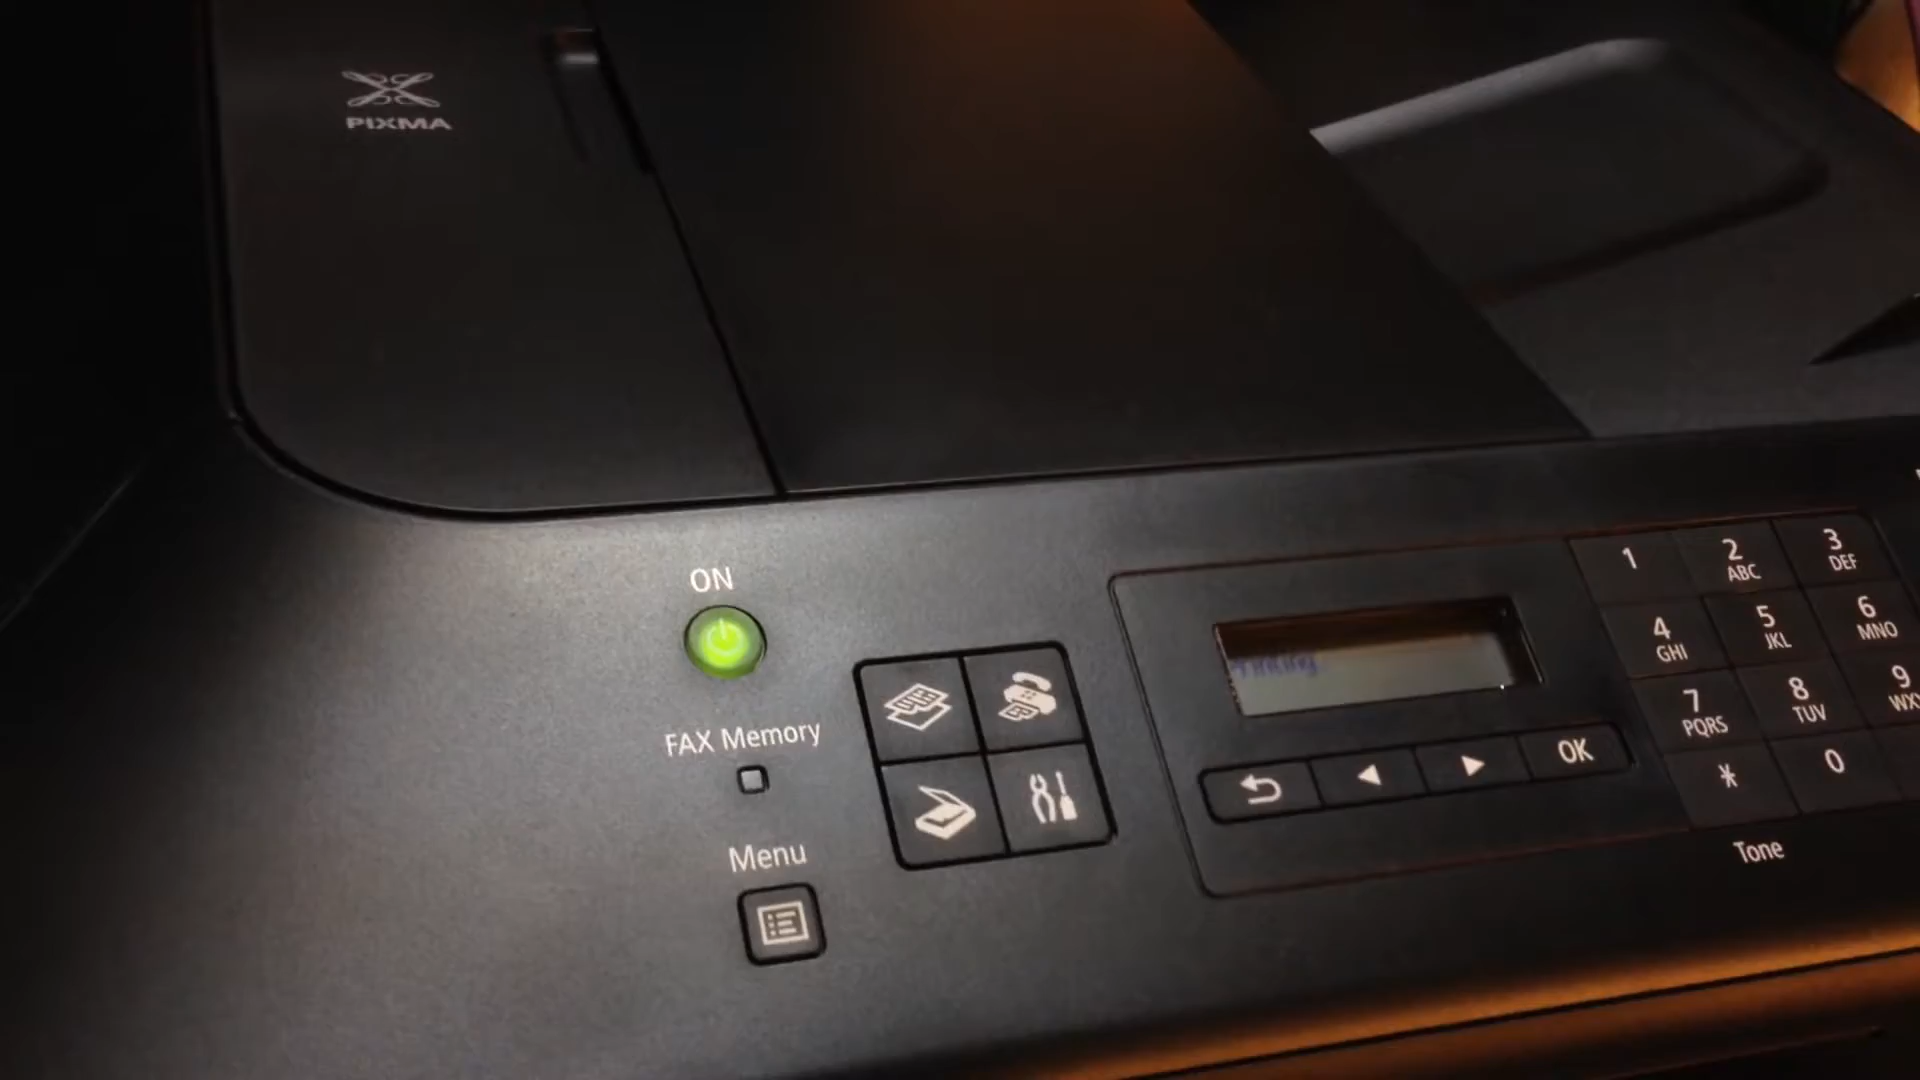 PIXMA
ON
FAX Memory
Menu
Printing
OK
1
2
ABC
3
DEF
4
GHI
5
JKL
6
MNO
7
PQRS
8
TUV
9
*
0
Tone